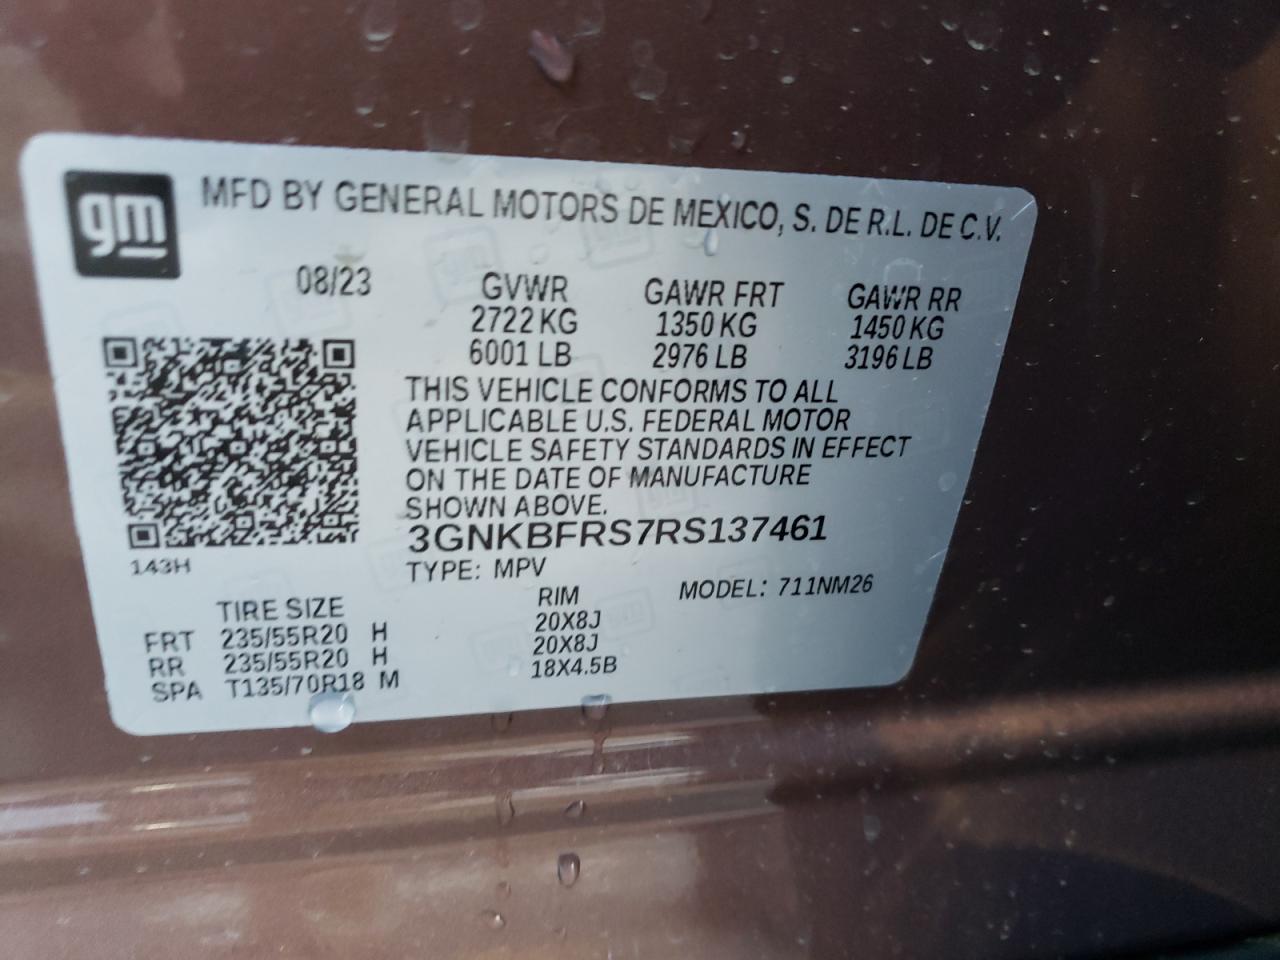 gm
MFD BY GENERAL MOTORS DE MEXICO, S. DE R.L. DE C.V.
08/23 GVWR GAWR FRT GAWR RR
2722 KG 1350 KG 1450 KG
6001 LB 2976 LB 3196 LB
THIS VEHICLE CONFORMS TO ALL
APPLICABLE U.S. FEDERAL MOTOR
VEHICLE SAFETY STANDARDS IN EFFECT
ON THE DATE OF MANUFACTURE
SHOWN ABOVE.
3GNKBFRS7RS137461
143H
TYPE: MPV
MODEL: 711NM26
TIRE SIZE RIM
FRT 235/55R20 H 20X8J
RR 235/55R20 H 20X8J
SPA T135/70R18 M 18X4.5B